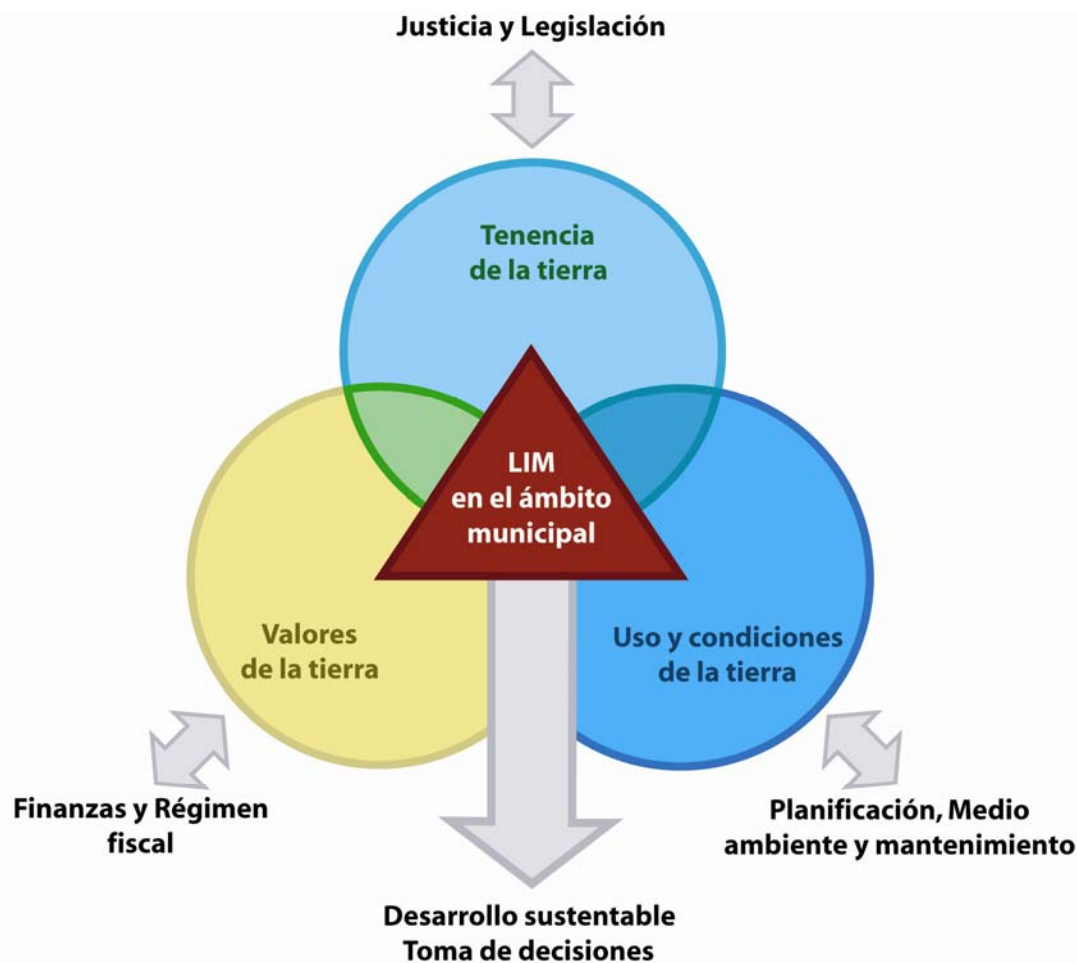 Justicia y Legislación
Tenencia
de la tierra
LIM
en el ámbito
municipal
Valores
de la tierra
Uso y condiciones
de la tierra
Finanzas y Régimen
fiscal
Planificación, Medio
ambiente y mantenimiento
Desarrollo sustentable
Toma de decisiones